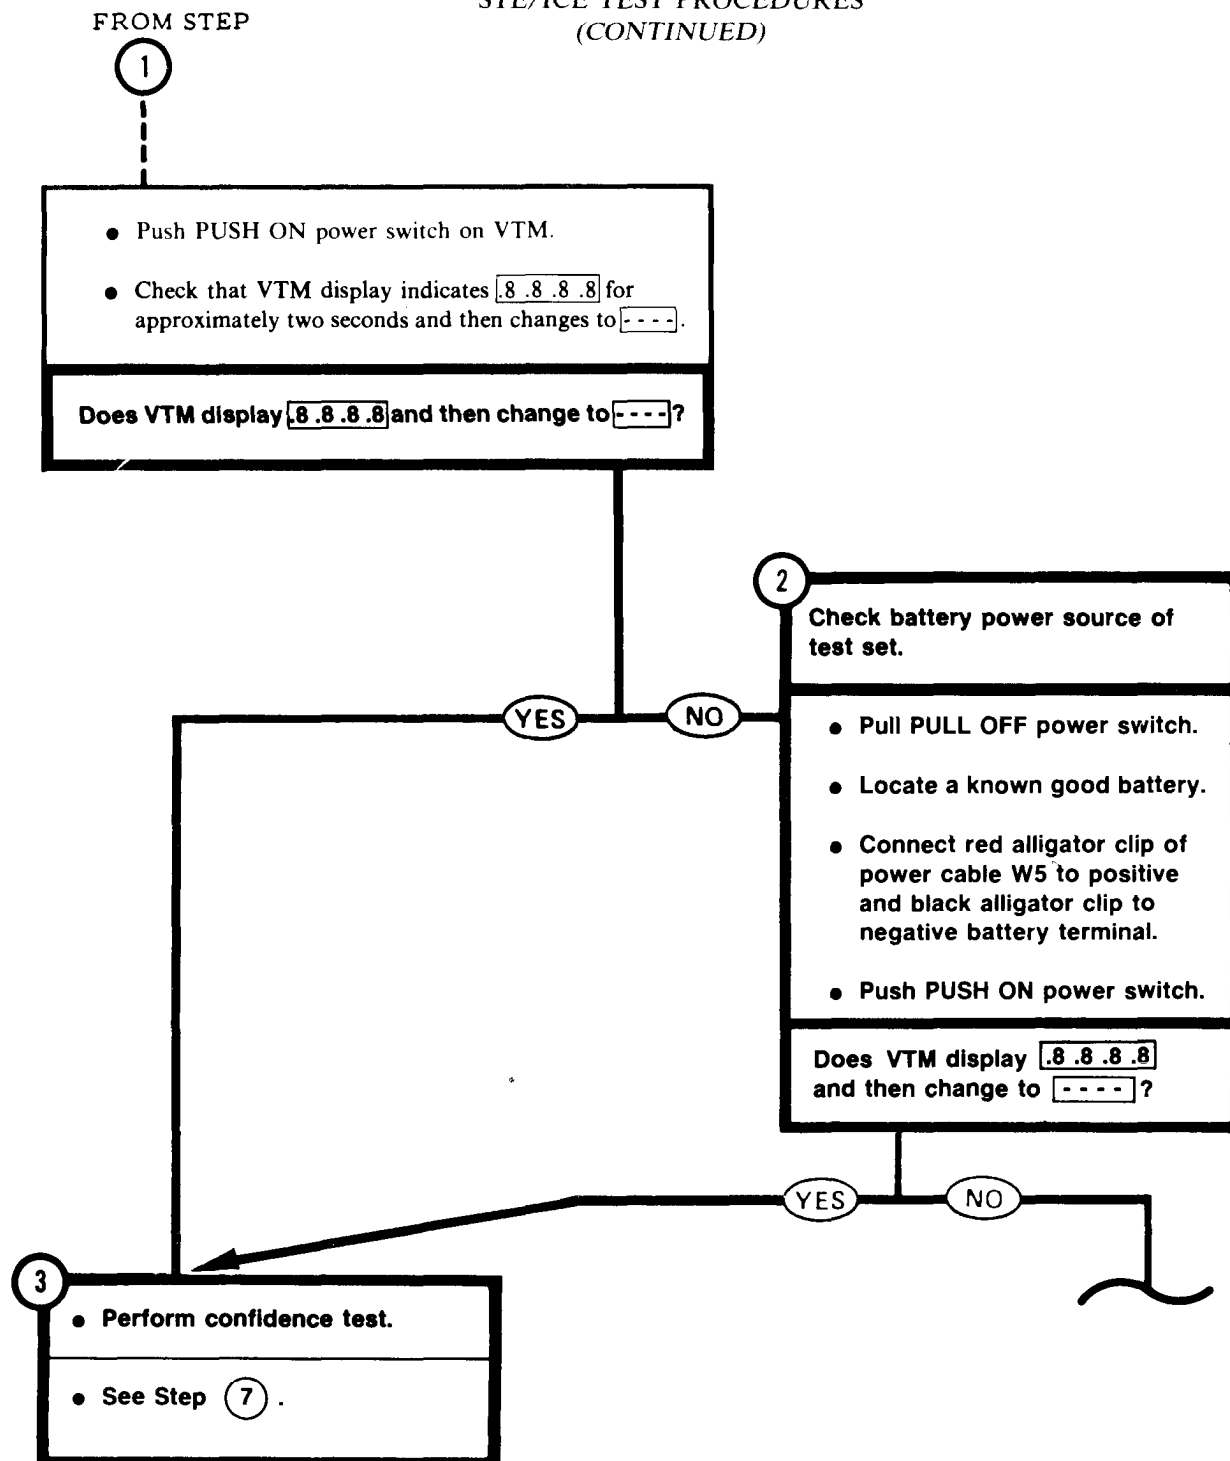 STE/ICE TEST PROCEDURES
(CONTINUED)
FROM STEP
1
● Push PUSH ON power switch on VTM.
● Check that VTM display indicates .8 .8 .8 .8 for
approximately two seconds and then changes to - - - - .
Does VTM display .8 .8 .8 .8 and then change to - - - - ?
YES
NO
2
Check battery power source of
test set.
● Pull PULL OFF power switch.
● Locate a known good battery.
● Connect red alligator clip of
power cable W5 to positive
and black alligator clip to
negative battery terminal.
● Push PUSH ON power switch.
Does VTM display .8 .8 .8 .8
and then change to - - - - ?
YES
NO
3
● Perform confidence test.
● See Step 7 .